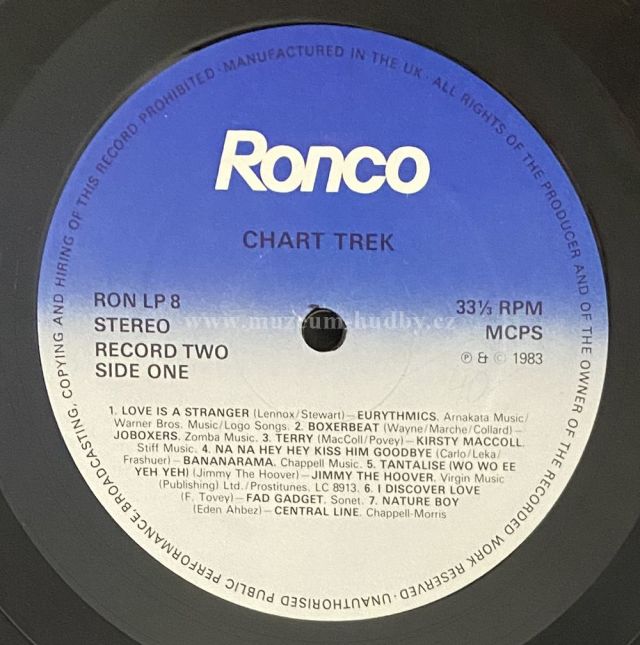 · MANUFACTURED IN THE UK · ALL RIGHTS OF THE PRODUCER AND OF THE OWNER OF THE RECORDED WORK RESERVED · UNAUTHORISED PUBLIC PERFORMANCE, BROADCASTING, COPYING AND HIRING OF THIS RECORD PROHIBITED
Ronco
CHART TREK
RON LP 8
STEREO
RECORD TWO
SIDE ONE
33⅓ RPM
MCPS
℗ & © 1983
www.muzeumhudby.cz
1. LOVE IS A STRANGER (Lennox/Stewart)—EURYTHMICS. Arnakata Music/
Warner Bros. Music/Logo Songs. 2. BOXERBEAT (Wayne/Marche/Collard)—
JOBOXERS. Zomba Music. 3. TERRY (MacColl/Povey)—KIRSTY MACCOLL.
Stiff Music. 4. NA NA HEY HEY KISS HIM GOODBYE (Carlo/Leka/
Frashuer)—BANANARAMA. Chappell Music. 5. TANTALISE (WO WO EE
YEH YEH) (Jimmy The Hoover)—JIMMY THE HOOVER. Virgin Music
(Publishing) Ltd./Prostitunes. LC 8913. 6. I DISCOVER LOVE
(F. Tovey)—FAD GADGET. Sonet. 7. NATURE BOY
(Eden Ahbez)—CENTRAL LINE. Chappell-Morris